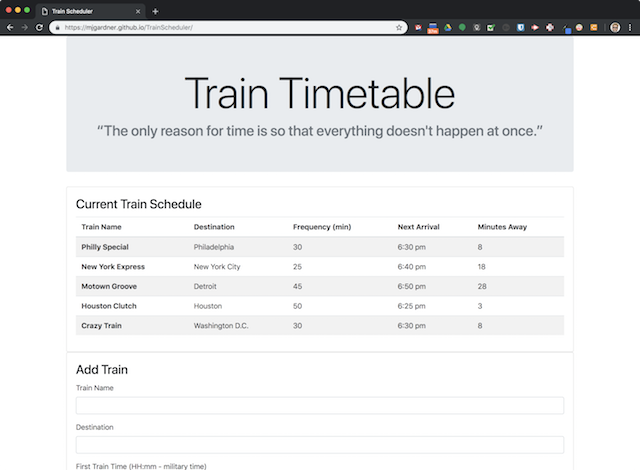 Train Scheduler
https://mjgardner.github.io/TrainScheduler/
Train Timetable
“The only reason for time is so that everything doesn't happen at once.”
Current Train Schedule
Train Name Destination Frequency (min) Next Arrival Minutes Away
Philly Special Philadelphia 30 6:30 pm 8
New York Express New York City 25 6:40 pm 18
Motown Groove Detroit 45 6:50 pm 28
Houston Clutch Houston 50 6:25 pm 3
Crazy Train Washington D.C. 30 6:30 pm 8
Add Train
Train Name
Destination
First Train Time (HH:mm - military time)